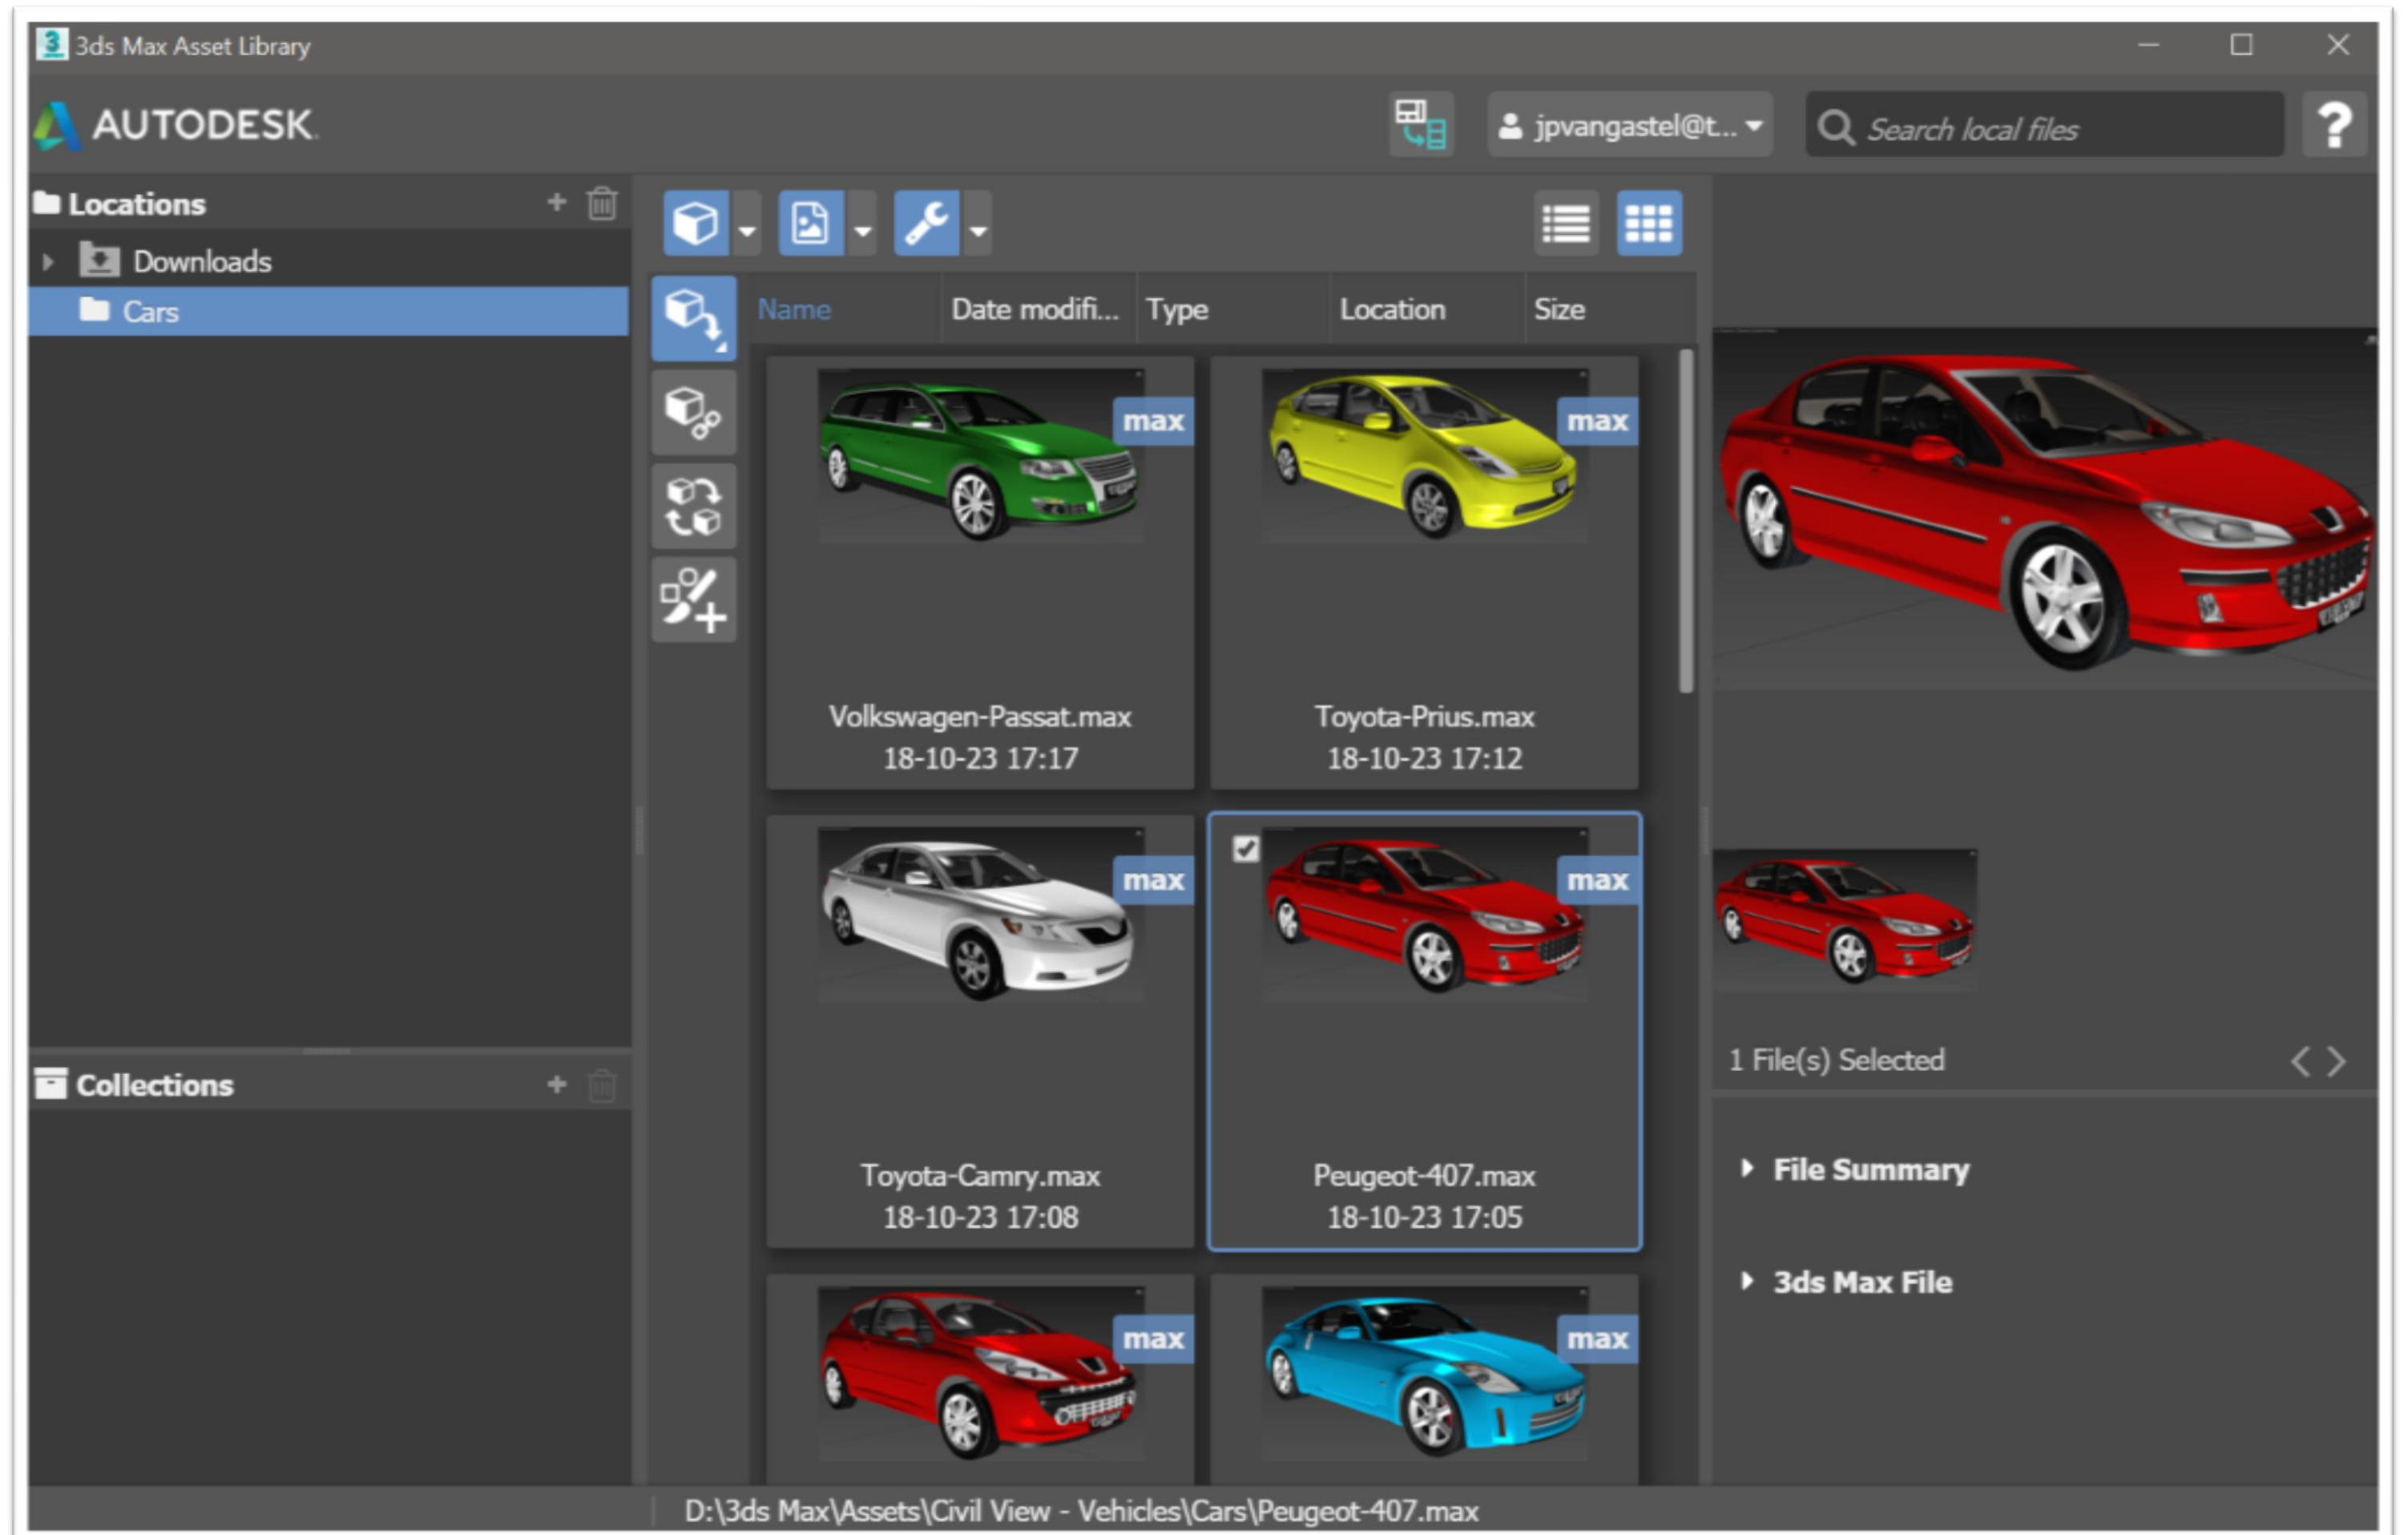 3ds Max Asset Library
AUTODESK.
jpvangastel@t...
Search local files
?
Locations
Downloads
Cars
Name Date modifi... Type Location Size
max
max
Volkswagen-Passat.max
18-10-23 17:17
Toyota-Prius.max
18-10-23 17:12
max
max
Toyota-Camry.max
18-10-23 17:08
Peugeot-407.max
18-10-23 17:05
max
max
1 File(s) Selected
Collections
File Summary
3ds Max File
D:\3ds Max\Assets\Civil View - Vehicles\Cars\Peugeot-407.max